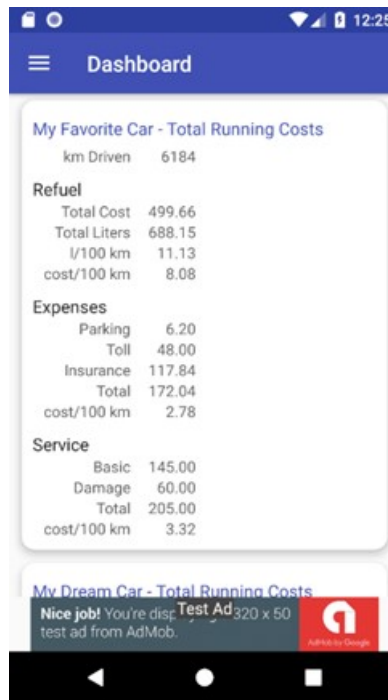 12:25
Dashboard
My Favorite Car - Total Running Costs
km Driven 6184
Refuel
Total Cost 499.66
Total Liters 688.15
l/100 km 11.13
cost/100 km 8.08
Expenses
Parking 6.20
Toll 48.00
Insurance 117.84
Total 172.04
cost/100 km 2.78
Service
Basic 145.00
Damage 60.00
Total 205.00
cost/100 km 3.32
My Dream Car - Total Running Costs
Nice job! You're disp Test Ad 320 x 50
test ad from AdMob.
AdMob by Google